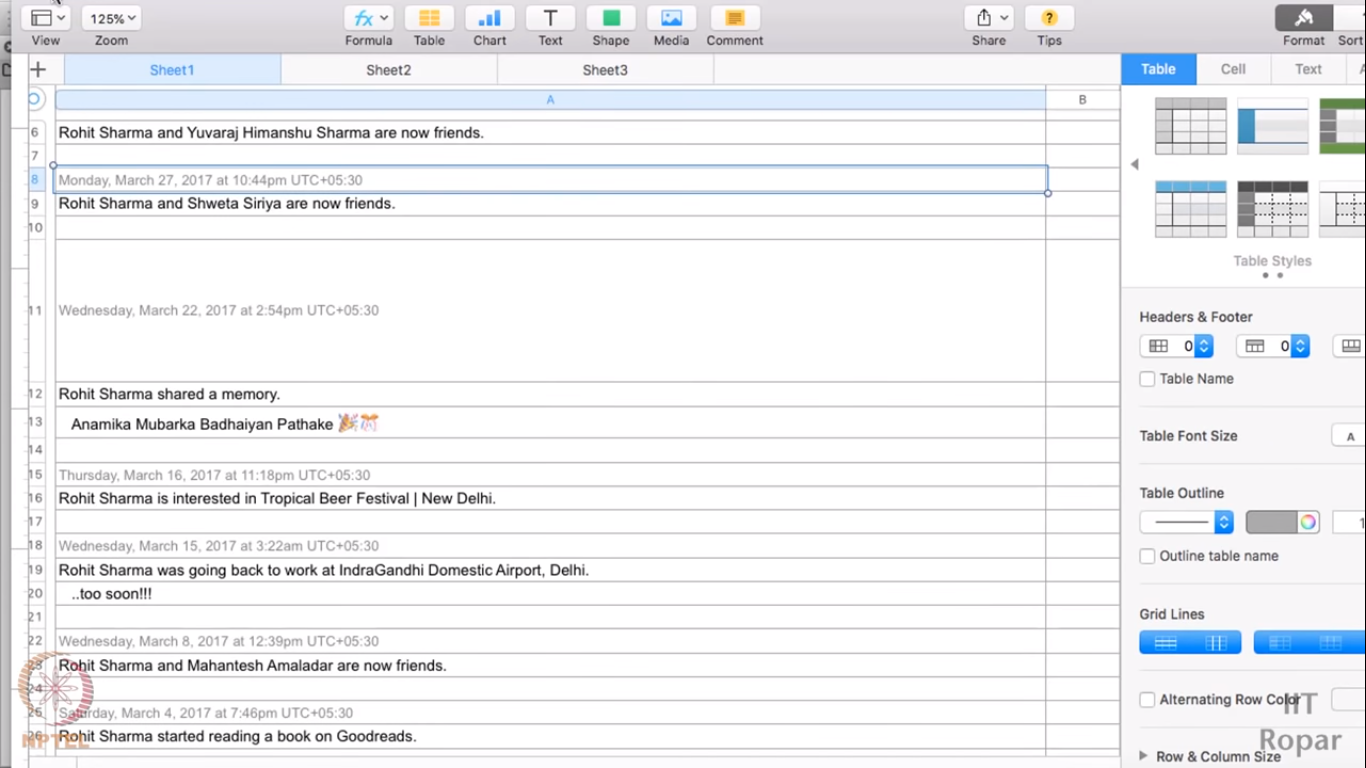 125%
View Zoom Formula Table Chart Text Shape Media Comment Share Tips Format Sort
Sheet1 Sheet2 Sheet3 Table Cell Text
A B
6 Rohit Sharma and Yuvaraj Himanshu Sharma are now friends.
7
8 Monday, March 27, 2017 at 10:44pm UTC+05:30
9 Rohit Sharma and Shweta Siriya are now friends.
10
11 Wednesday, March 22, 2017 at 2:54pm UTC+05:30
12 Rohit Sharma shared a memory.
13 Anamika Mubarka Badhaiyan Pathake 🎉🎊
14
15 Thursday, March 16, 2017 at 11:18pm UTC+05:30
16 Rohit Sharma is interested in Tropical Beer Festival | New Delhi.
17
18 Wednesday, March 15, 2017 at 3:22am UTC+05:30
19 Rohit Sharma was going back to work at IndraGandhi Domestic Airport, Delhi.
20 ..too soon!!!
21
22 Wednesday, March 8, 2017 at 12:39pm UTC+05:30
23 Rohit Sharma and Mahantesh Amaladar are now friends.
24
25 Saturday, March 4, 2017 at 7:46pm UTC+05:30
26 Rohit Sharma started reading a book on Goodreads.
Table Styles
Headers & Footer
0 0
Table Name
Table Font Size A
Table Outline
1
Outline table name
Grid Lines
Alternating Row Color
Row & Column Size
NPTEL
IIT
Ropar